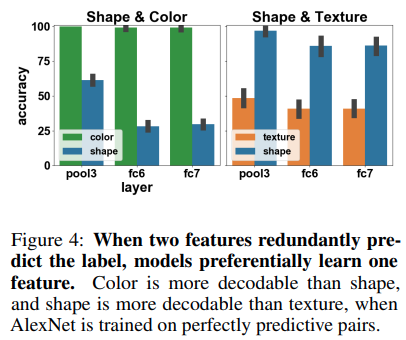 Shape & Color
Shape & Texture
accuracy
100
75
50
25
0
color
shape
texture
shape
pool3
fc6
fc7
pool3
fc6
fc7
layer
Figure 4: When two features redundantly pre-
dict the label, models preferentially learn one
feature. Color is more decodable than shape,
and shape is more decodable than texture, when
AlexNet is trained on perfectly predictive pairs.